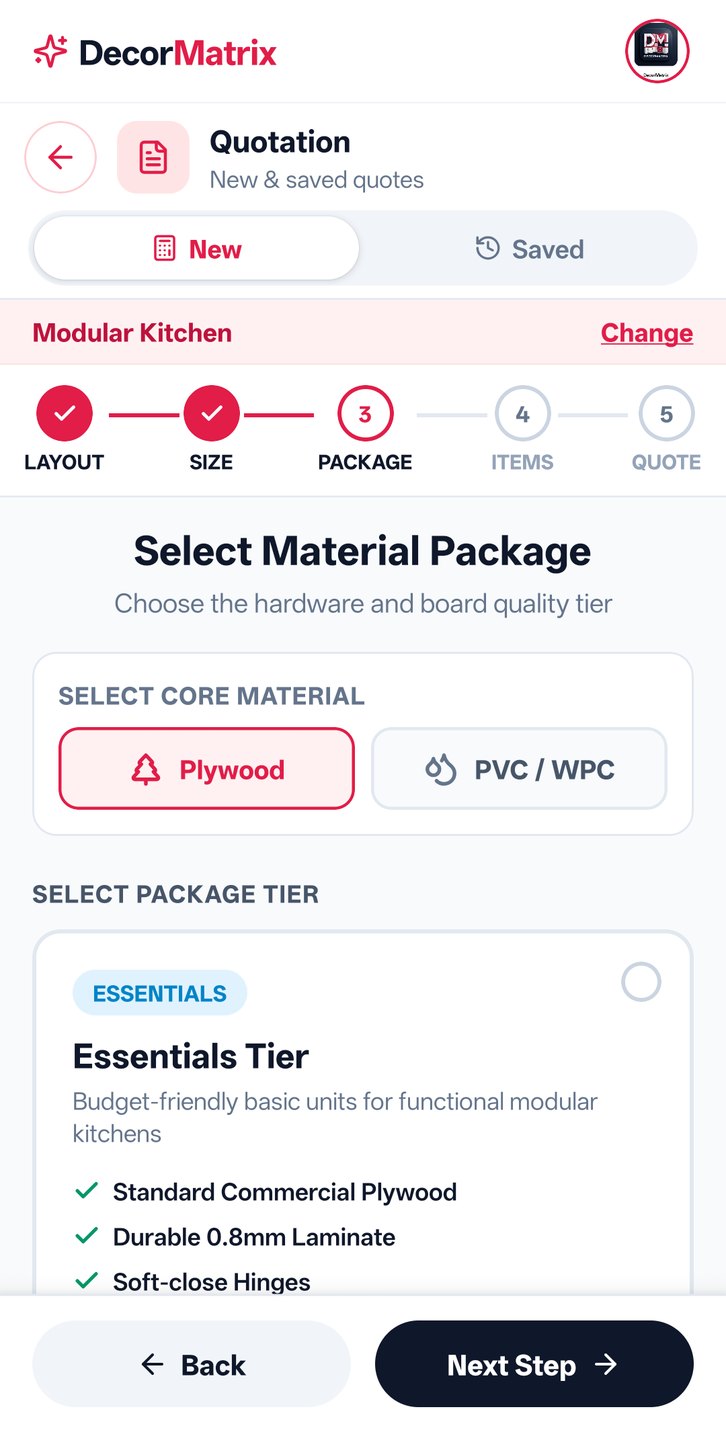 DecorMatrix
DM
DecorMatrix
Quotation
New & saved quotes
New
Saved
Modular Kitchen
Change
3
4
5
LAYOUT
SIZE
PACKAGE
ITEMS
QUOTE
Select Material Package
Choose the hardware and board quality tier
SELECT CORE MATERIAL
Plywood
PVC / WPC
SELECT PACKAGE TIER
ESSENTIALS
Essentials Tier
Budget-friendly basic units for functional modular
kitchens
Standard Commercial Plywood
Durable 0.8mm Laminate
Soft-close Hinges
Back
Next Step